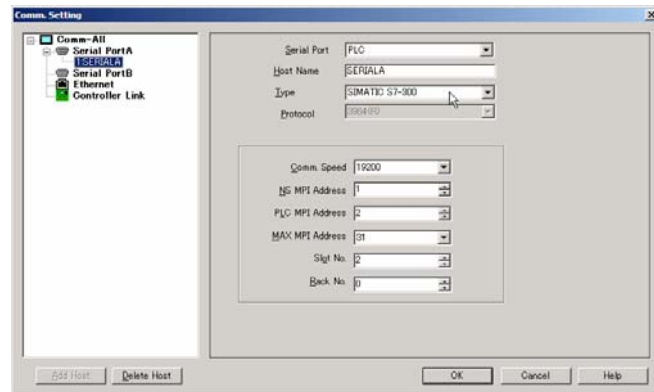 Comm. Setting
Comm-All
Serial PortA
1:SERIALA
Serial PortB
Ethernet
Controller Link
Serial Port PLC
Host Name SERIALA
Type SIMATIC S7-300
Protocol
Comm. Speed 19200
NS MPI Address 1
PLC MPI Address 2
MAX MPI Address 31
Slot No. 2
Rack No. 0
Add Host Delete Host OK Cancel Help